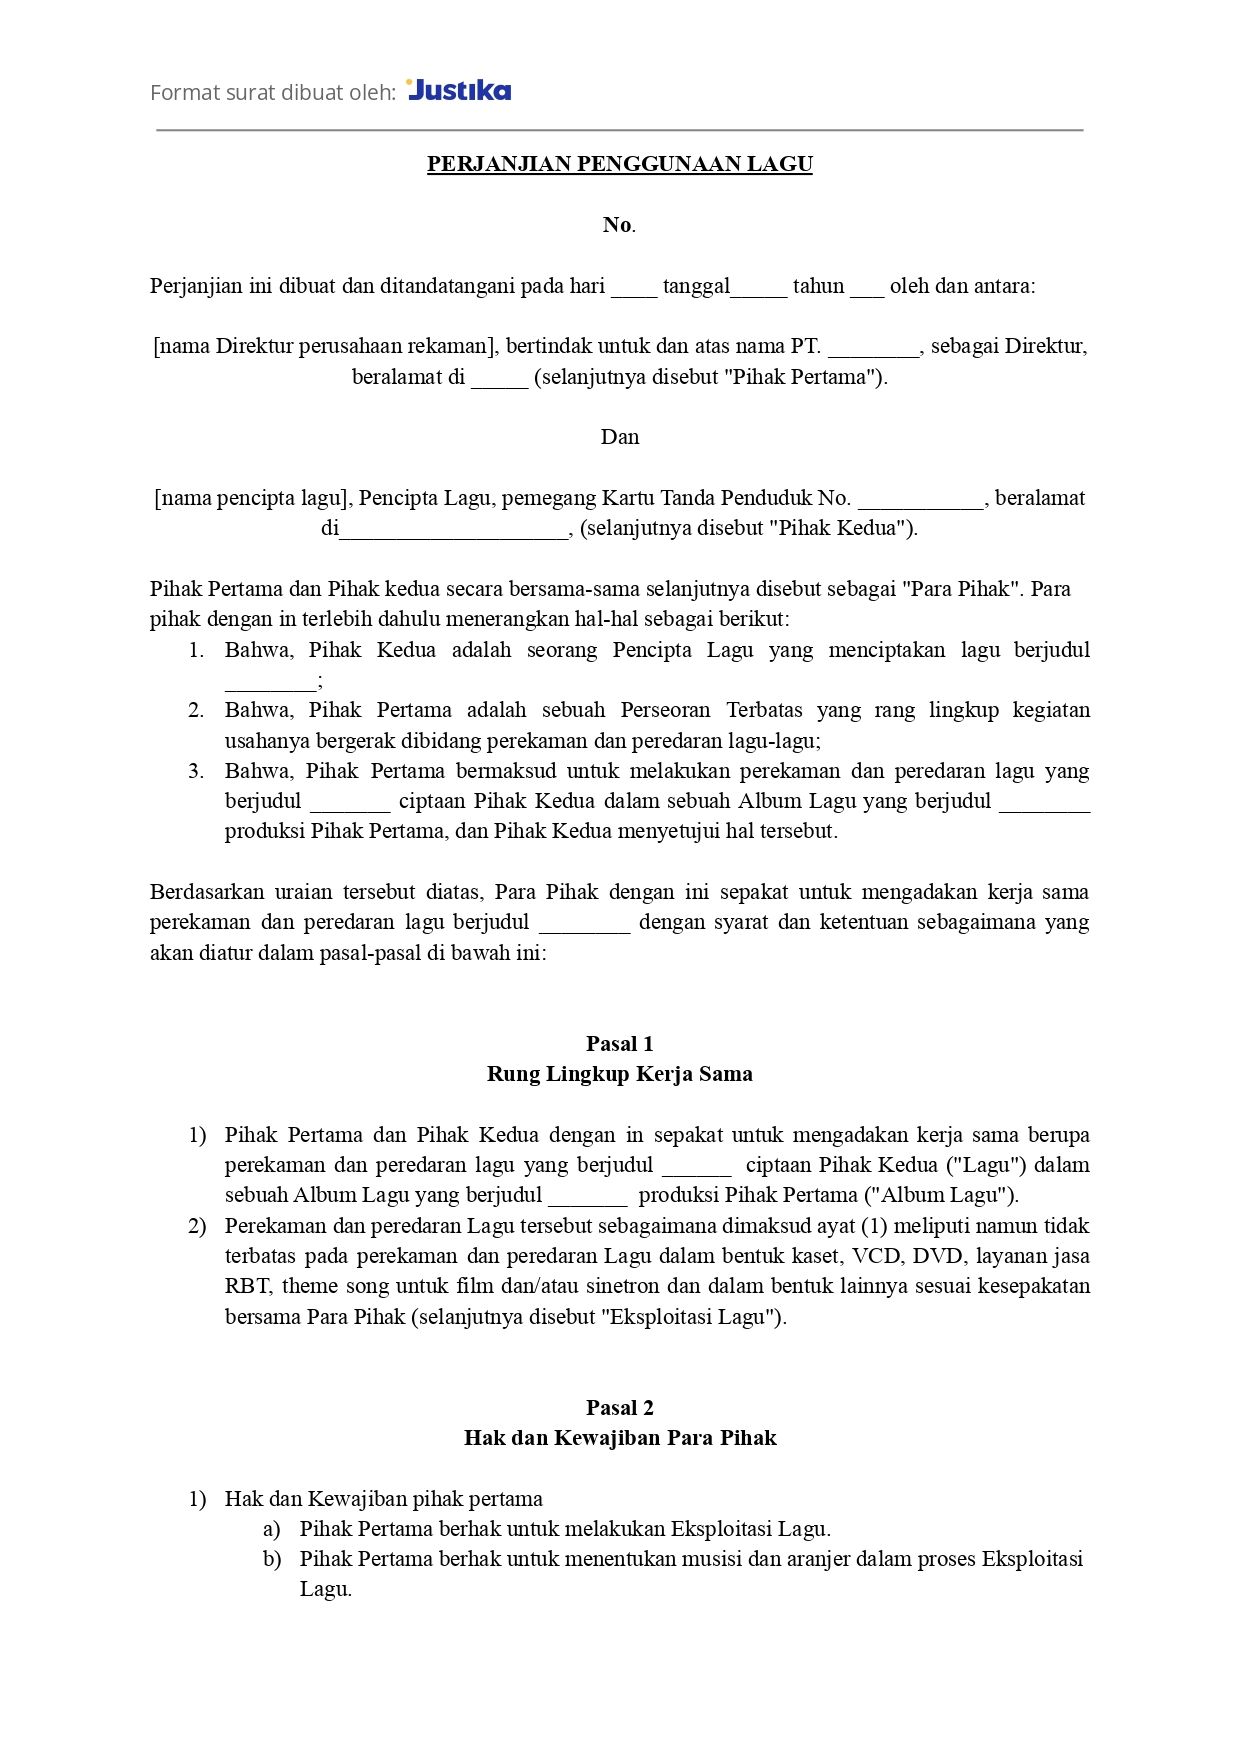 Format surat dibuat oleh: Justika
PERJANJIAN PENGGUNAAN LAGU
No.
Perjanjian ini dibuat dan ditandatangani pada hari ____ tanggal_____ tahun ___ oleh dan antara:
[nama Direktur perusahaan rekaman], bertindak untuk dan atas nama PT. ________, sebagai Direktur,
beralamat di _____ (selanjutnya disebut "Pihak Pertama").
Dan
[nama pencipta lagu], Pencipta Lagu, pemegang Kartu Tanda Penduduk No. ___________, beralamat
di____________________, (selanjutnya disebut "Pihak Kedua").
Pihak Pertama dan Pihak kedua secara bersama-sama selanjutnya disebut sebagai "Para Pihak". Para
pihak dengan in terlebih dahulu menerangkan hal-hal sebagai berikut:
1. Bahwa, Pihak Kedua adalah seorang Pencipta Lagu yang menciptakan lagu berjudul
________;
2. Bahwa, Pihak Pertama adalah sebuah Perseoran Terbatas yang rang lingkup kegiatan
usahanya bergerak dibidang perekaman dan peredaran lagu-lagu;
3. Bahwa, Pihak Pertama bermaksud untuk melakukan perekaman dan peredaran lagu yang
berjudul _______ ciptaan Pihak Kedua dalam sebuah Album Lagu yang berjudul ________
produksi Pihak Pertama, dan Pihak Kedua menyetujui hal tersebut.
Berdasarkan uraian tersebut diatas, Para Pihak dengan ini sepakat untuk mengadakan kerja sama
perekaman dan peredaran lagu berjudul ________ dengan syarat dan ketentuan sebagaimana yang
akan diatur dalam pasal-pasal di bawah ini:
Pasal 1
Rung Lingkup Kerja Sama
1) Pihak Pertama dan Pihak Kedua dengan in sepakat untuk mengadakan kerja sama berupa
perekaman dan peredaran lagu yang berjudul ______ ciptaan Pihak Kedua ("Lagu") dalam
sebuah Album Lagu yang berjudul _______ produksi Pihak Pertama ("Album Lagu").
2) Perekaman dan peredaran Lagu tersebut sebagaimana dimaksud ayat (1) meliputi namun tidak
terbatas pada perekaman dan peredaran Lagu dalam bentuk kaset, VCD, DVD, layanan jasa
RBT, theme song untuk film dan/atau sinetron dan dalam bentuk lainnya sesuai kesepakatan
bersama Para Pihak (selanjutnya disebut "Eksploitasi Lagu").
Pasal 2
Hak dan Kewajiban Para Pihak
1) Hak dan Kewajiban pihak pertama
a) Pihak Pertama berhak untuk melakukan Eksploitasi Lagu.
b) Pihak Pertama berhak untuk menentukan musisi dan aranjer dalam proses Eksploitasi
Lagu.